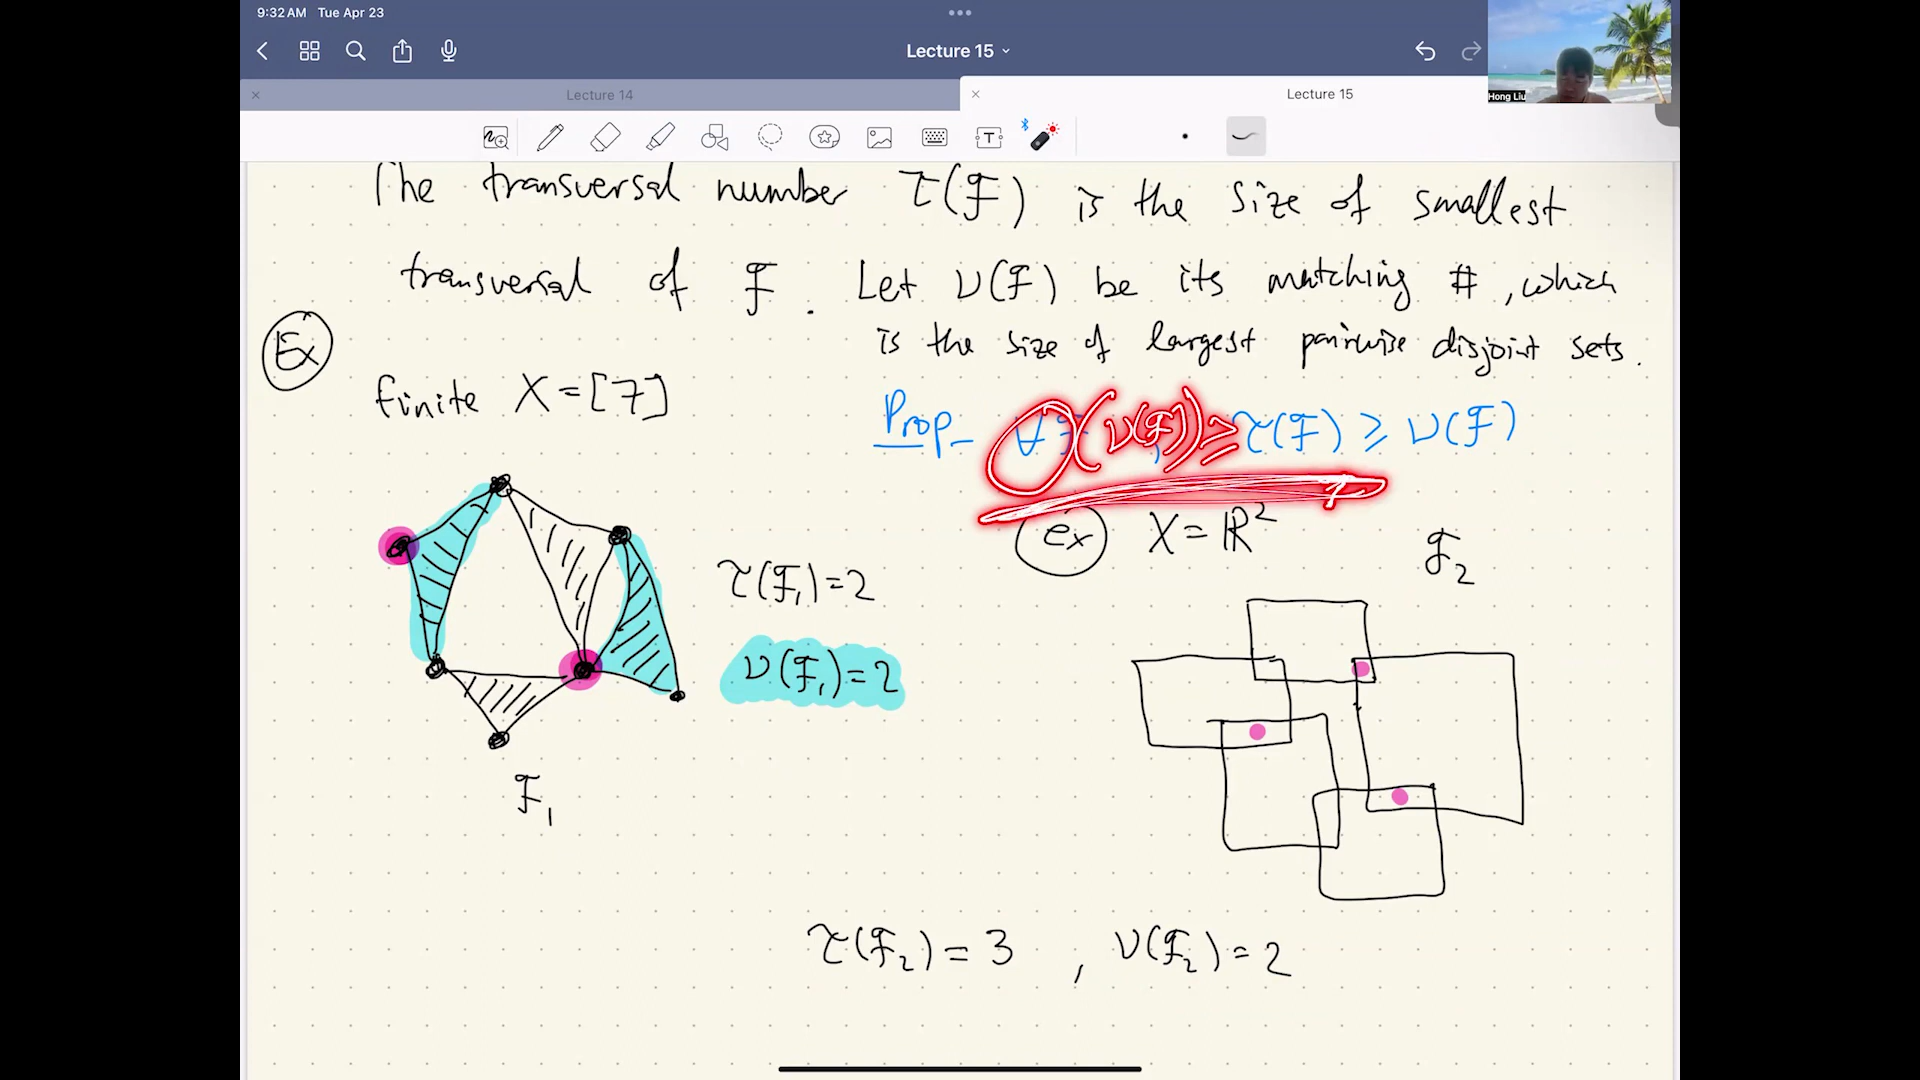 9:32 AM Tue Apr 23
Lecture 15
Lecture 14
Lecture 15
Hong Liu
The transversal number τ(F) is the size of smallest
transversal of F. Let ν(F) be its matching #, which
is the size of largest pairwise disjoint sets.
Ex
finite X = [7]
Prop. ∀F, (ν(F)) ≥ τ(F) ≥ ν(F)
ex X = ℝ² F₂
τ(F₁) = 2
ν(F₁) = 2
F₁
τ(F₂) = 3, ν(F₂) = 2